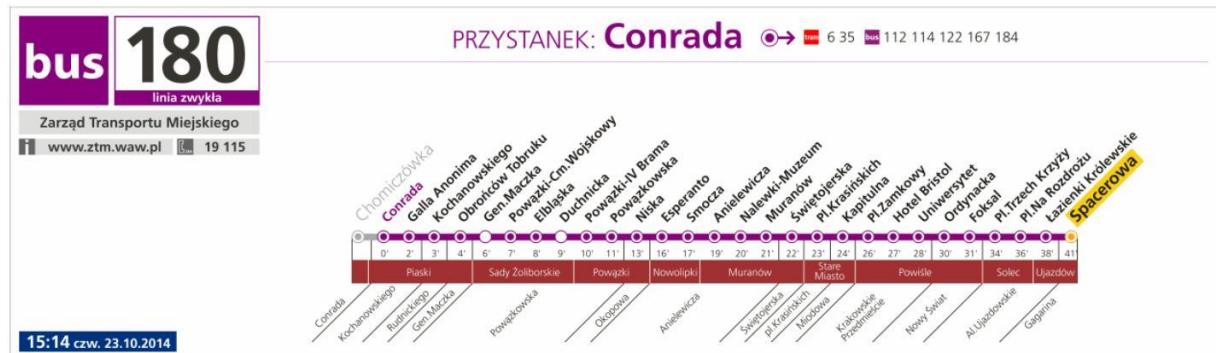 bus 180
linia zwykła
Zarząd Transportu Miejskiego
i www.ztm.waw.pl 19 115
PRZYSTANEK: Conrada tram 6 35 bus 112 114 122 167 184
Chomiczówka
Conrada
Galla Anonima
Kochanowskiego
Obrońców Tobruku
Gen.Maczka
Powązki-Cm.Wojskowy
Elbląska
Duchnicka
Powązki-IV Brama
Powązkowska
Niska
Esperanto
Smocza
Anielewicza
Nalewki-Muzeum
Muranów
Świętojerska
Pl.Krasińskich
Kapitulna
Pl.Zamkowy
Hotel Bristol
Uniwersytet
Ordynacka
Foksal
Pl.Trzech Krzyży
Pl.Na Rozdrożu
Łazienki Królewskie
Spacerowa
0' 2' 3' 4' 6' 7' 8' 9' 10' 11' 13' 16' 17' 19' 20' 21' 22' 23' 24' 26' 27' 28' 30' 31' 34' 36' 38' 41'
Piaski Sady Żoliborskie Powązki Nowolipki Muranów Stare Miasto Powiśle Solec Ujazdów
Conrada
Kochanowskiego
Rudnickiego
Gen.Maczka
Powązkowska
Okopowa
Anielewicza
Świętojerska
pl Krasińskich
Miodowa
Krakowskie
Przedmieście
Nowy Świat
Al.Ujazdowskie
Gagarina
15:14 czw. 23.10.2014